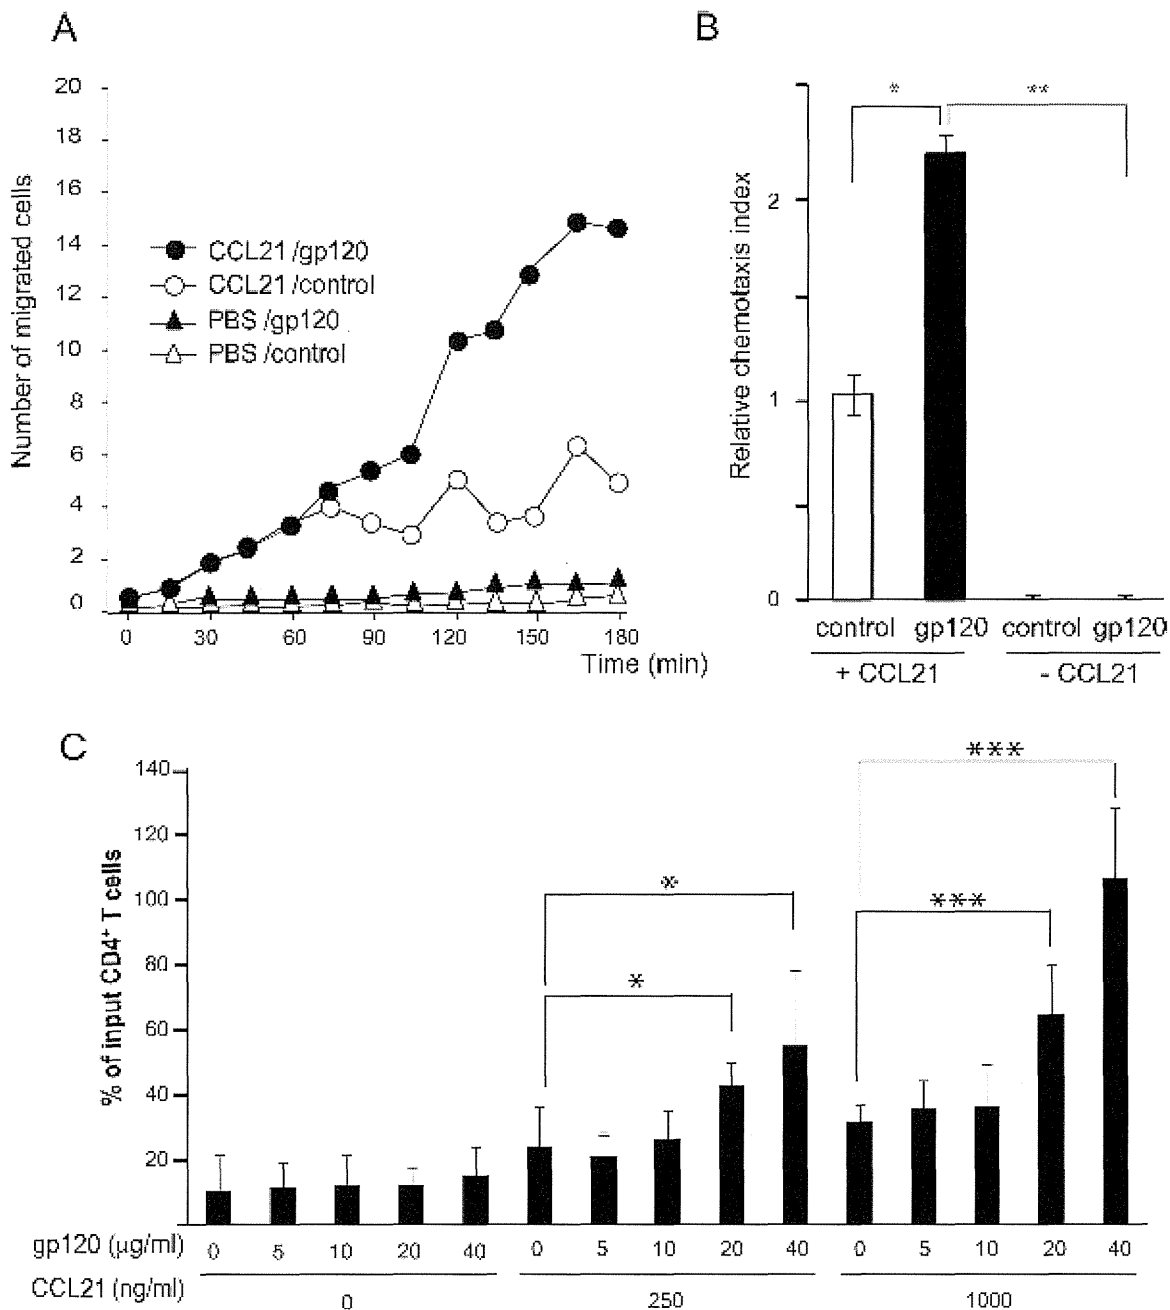 A
Number of migrated cells
20
18
16
14
12
10
8
6
4
2
0
CCL21 /gp120
CCL21 /control
PBS /gp120
PBS /control
0 30 60 90 120 150 180
Time (min)
B
Relative chemotaxis index
2
1
0
*
**
control gp120 control gp120
+ CCL21 - CCL21
C
% of input CD4⁺ T cells
140
120
100
80
60
40
20
*
*
***
***
gp120 (μg/ml) 0 5 10 20 40 0 5 10 20 40 0 5 10 20 40
CCL21 (ng/ml) 0 250 1000